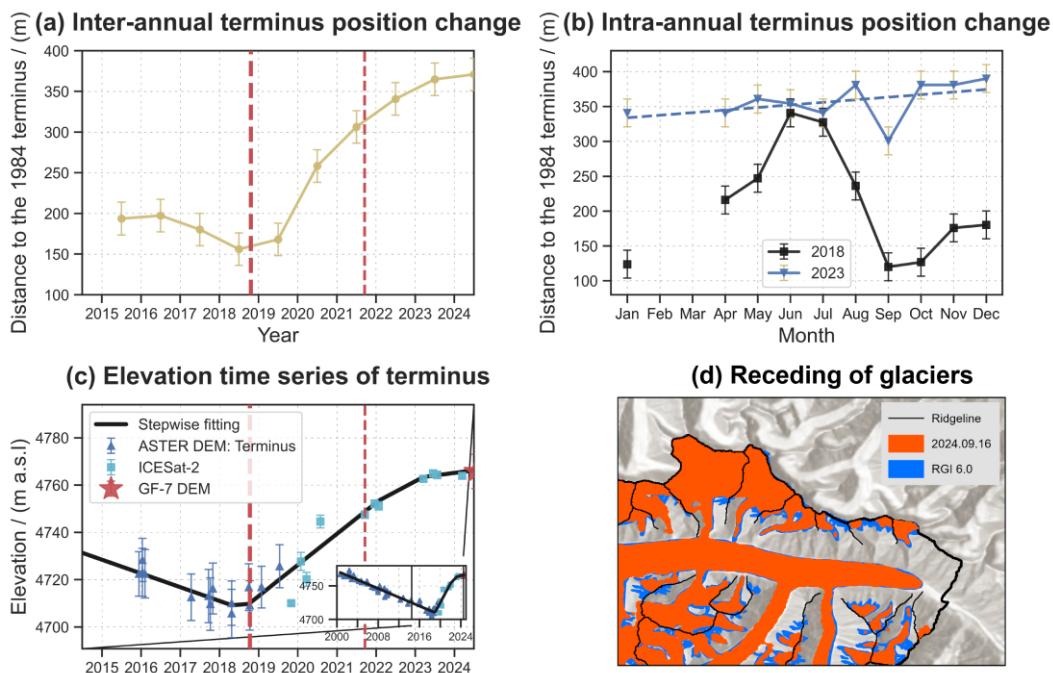 (a) Inter-annual terminus position change
Distance to the 1984 terminus / (m)
400
350
300
250
200
150
100
2015 2016 2017 2018 2019 2020 2021 2022 2023 2024
Year
(b) Intra-annual terminus position change
Distance to the 1984 terminus / (m)
400
350
300
250
200
150
100
2018
2023
Jan Feb Mar Apr May Jun Jul Aug Sep Oct Nov Dec
Month
(c) Elevation time series of terminus
Elevation / (m a.s.l)
4780
4760
4740
4720
4700
Stepwise fitting
ASTER DEM: Terminus
ICESat-2
GF-7 DEM
4750
4700
2000 2008 2016 2024
2015 2016 2017 2018 2019 2020 2021 2022 2023 2024
(d) Receding of glaciers
Ridgeline
2024.09.16
RGI 6.0